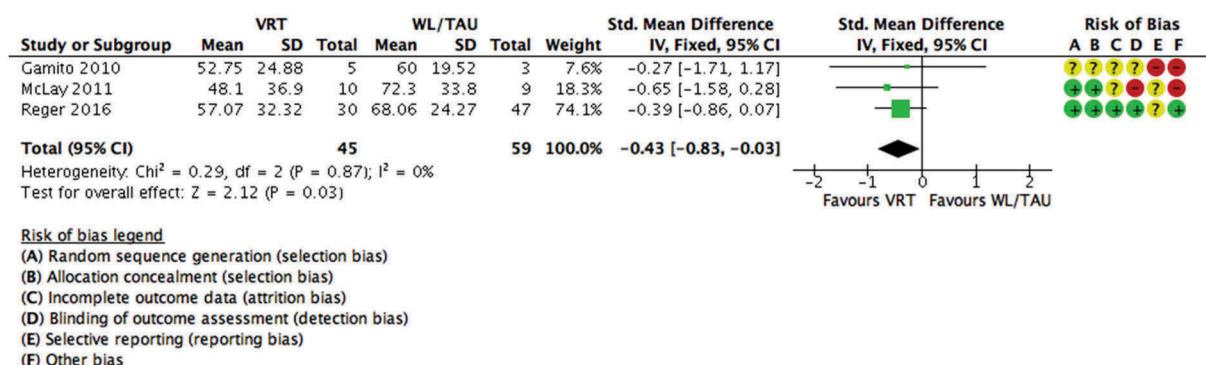 VRT WL/TAU Std. Mean Difference Std. Mean Difference Risk of Bias
Study or Subgroup Mean SD Total Mean SD Total Weight IV, Fixed, 95% CI IV, Fixed, 95% CI A B C D E F
Gamito 2010 52.75 24.88 5 60 19.52 3 7.6% −0.27 [−1.71, 1.17] ? ? ? ? − −
McLay 2011 48.1 36.9 10 72.3 33.8 9 18.3% −0.65 [−1.58, 0.28] + + ? − ? −
Reger 2016 57.07 32.32 30 68.06 24.27 47 74.1% −0.39 [−0.86, 0.07] + + + + ? +
Total (95% CI) 45 59 100.0% −0.43 [−0.83, −0.03]
Heterogeneity: Chi² = 0.29, df = 2 (P = 0.87); I² = 0%
Test for overall effect: Z = 2.12 (P = 0.03)
−2 −1 0 1 2
Favours VRT Favours WL/TAU
Risk of bias legend
(A) Random sequence generation (selection bias)
(B) Allocation concealment (selection bias)
(C) Incomplete outcome data (attrition bias)
(D) Blinding of outcome assessment (detection bias)
(E) Selective reporting (reporting bias)
(F) Other bias